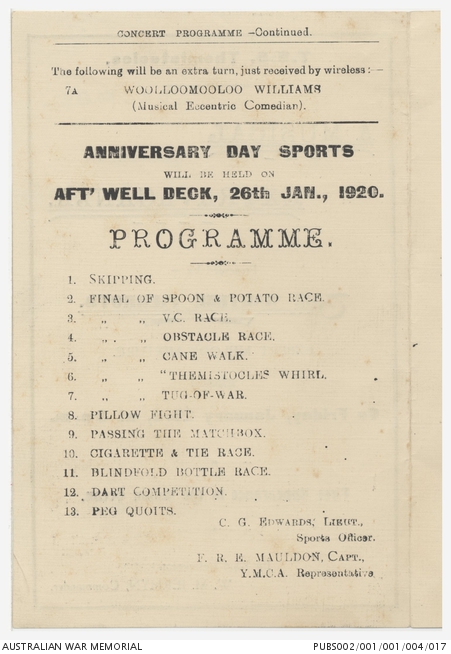 CONCERT PROGRAMME -Continued.
The following will be an extra turn, just received by wireless:-
7A WOOLLOOMOOLOO WILLIAMS
(Musical Eccentric Comedian).
ANNIVERSARY DAY SPORTS
WILL BE HELD ON
AFT' WELL DECK, 26th JAN., 1920.
PROGRAMME.
1. SKIPPING.
2. FINAL OF SPOON & POTATO RACE.
3. „ „ V.C. RACE.
4. „ „ OBSTACLE RACE.
5. „ „ CANE WALK.
6. „ „ "THEMISTOCLES WHIRL.
7. „ „ TUG-OF-WAR.
8. PILLOW FIGHT.
9. PASSING THE MATCHBOX.
10. CIGARETTE & TIE RACE.
11. BLINDFOLD BOTTLE RACE.
12. DART COMPETITION.
13. PEG QUOITS.
C. G. EDWARDS, LIEUT.,
Sports Officer.
F. R. E. MAULDON, CAPT.,
Y.M.C.A. Representative
AUSTRALIAN WAR MEMORIAL
PUBS002/001/001/004/017